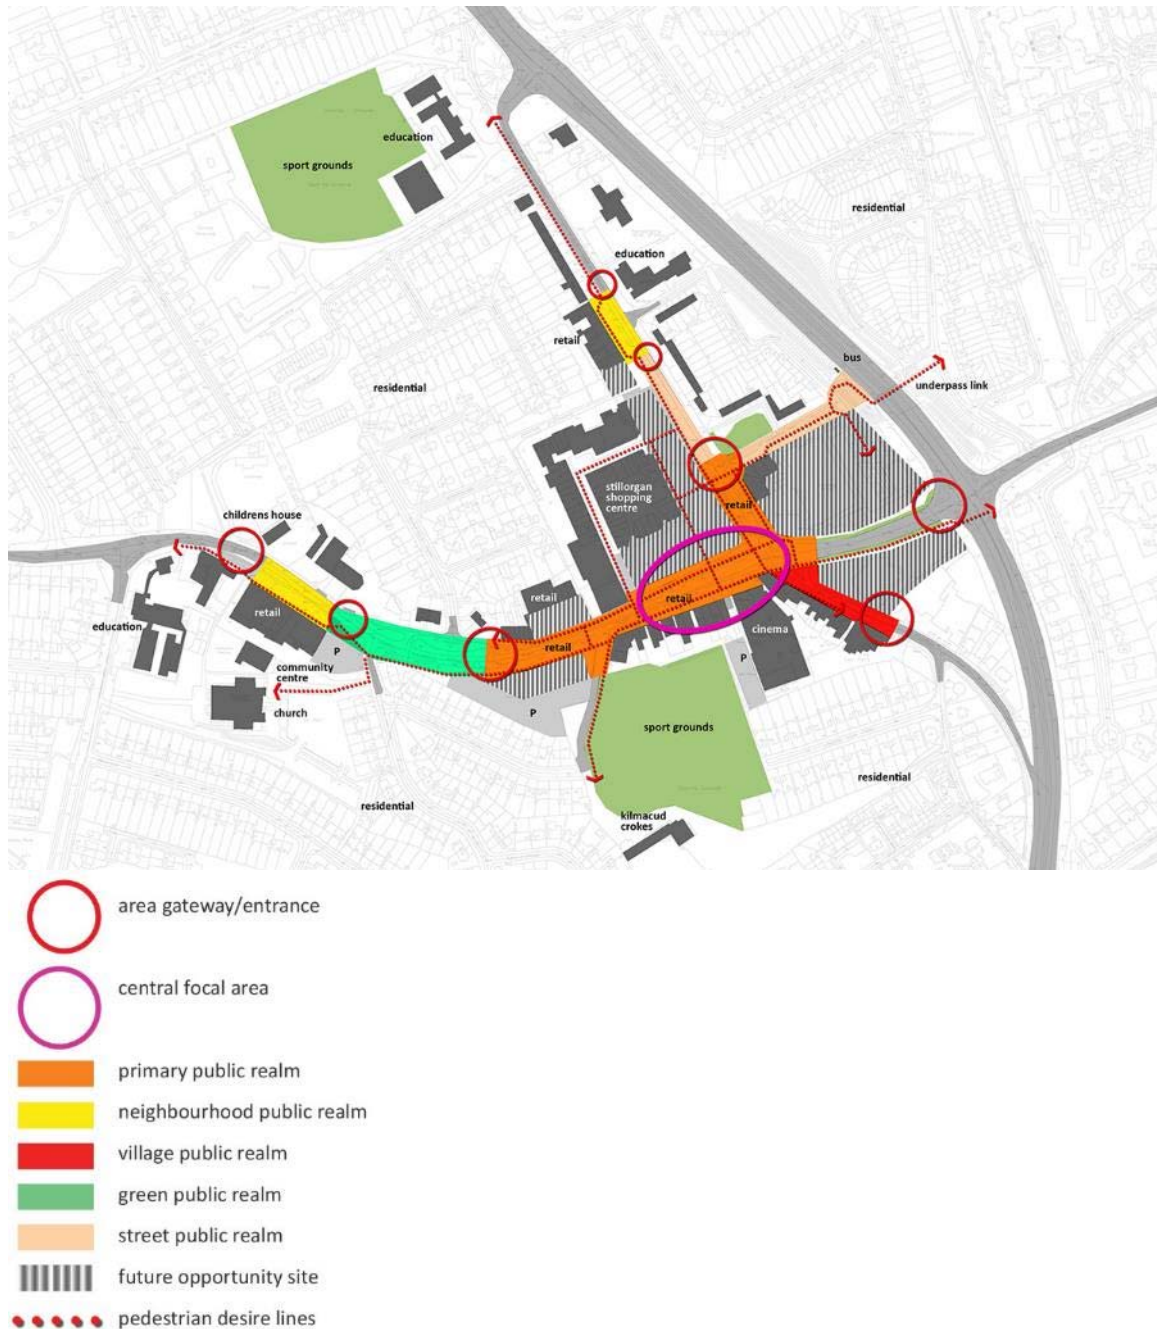 education
sport grounds
residential
education
retail
bus
residential
underpass link
stillorgan
shopping
centre
retail
childrens house
retail
retail
retail
cinema
education
retail
P
P
community
centre
church
P
sport grounds
residential
residential
kilmacud
crokes
area gateway/entrance
central focal area
primary public realm
neighbourhood public realm
village public realm
green public realm
street public realm
future opportunity site
pedestrian desire lines